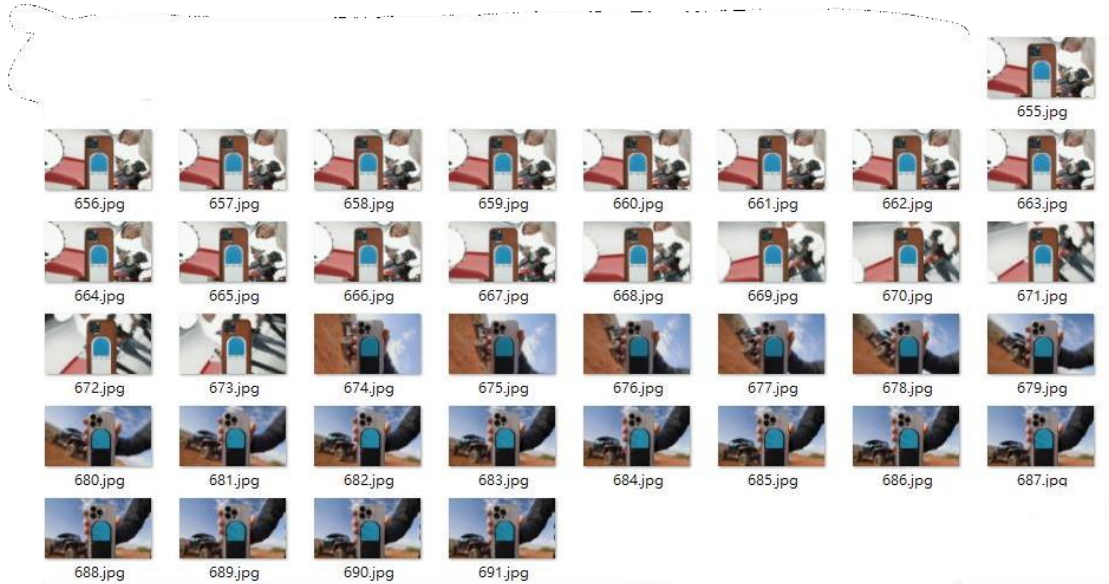 655.jpg
656.jpg 657.jpg 658.jpg 659.jpg 660.jpg 661.jpg 662.jpg 663.jpg
664.jpg 665.jpg 666.jpg 667.jpg 668.jpg 669.jpg 670.jpg 671.jpg
672.jpg 673.jpg 674.jpg 675.jpg 676.jpg 677.jpg 678.jpg 679.jpg
680.jpg 681.jpg 682.jpg 683.jpg 684.jpg 685.jpg 686.jpg 687.jpg
688.jpg 689.jpg 690.jpg 691.jpg